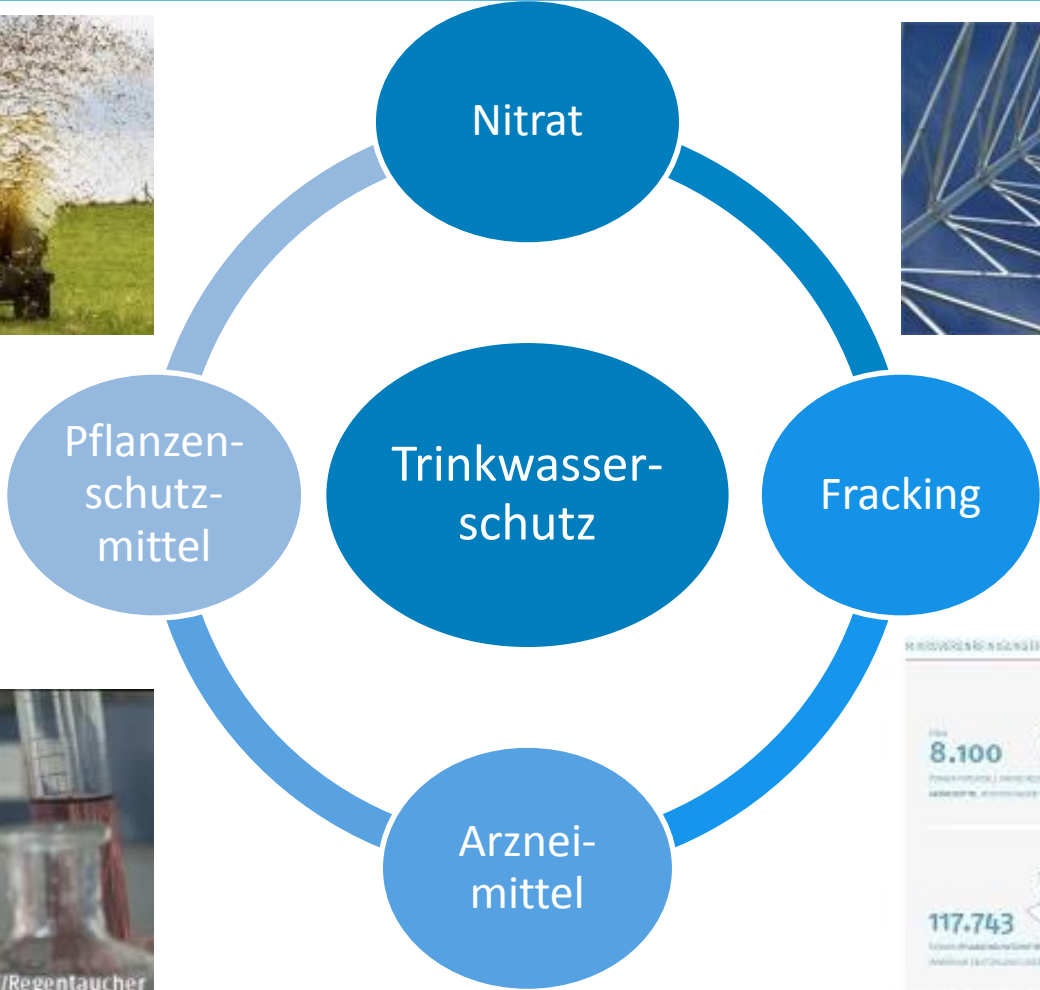 Nitrat
Pflanzen-
schutz-
mittel
Trinkwasser-
schutz
Fracking
Arznei-
mittel
8.100
117.743
/Regentaucher